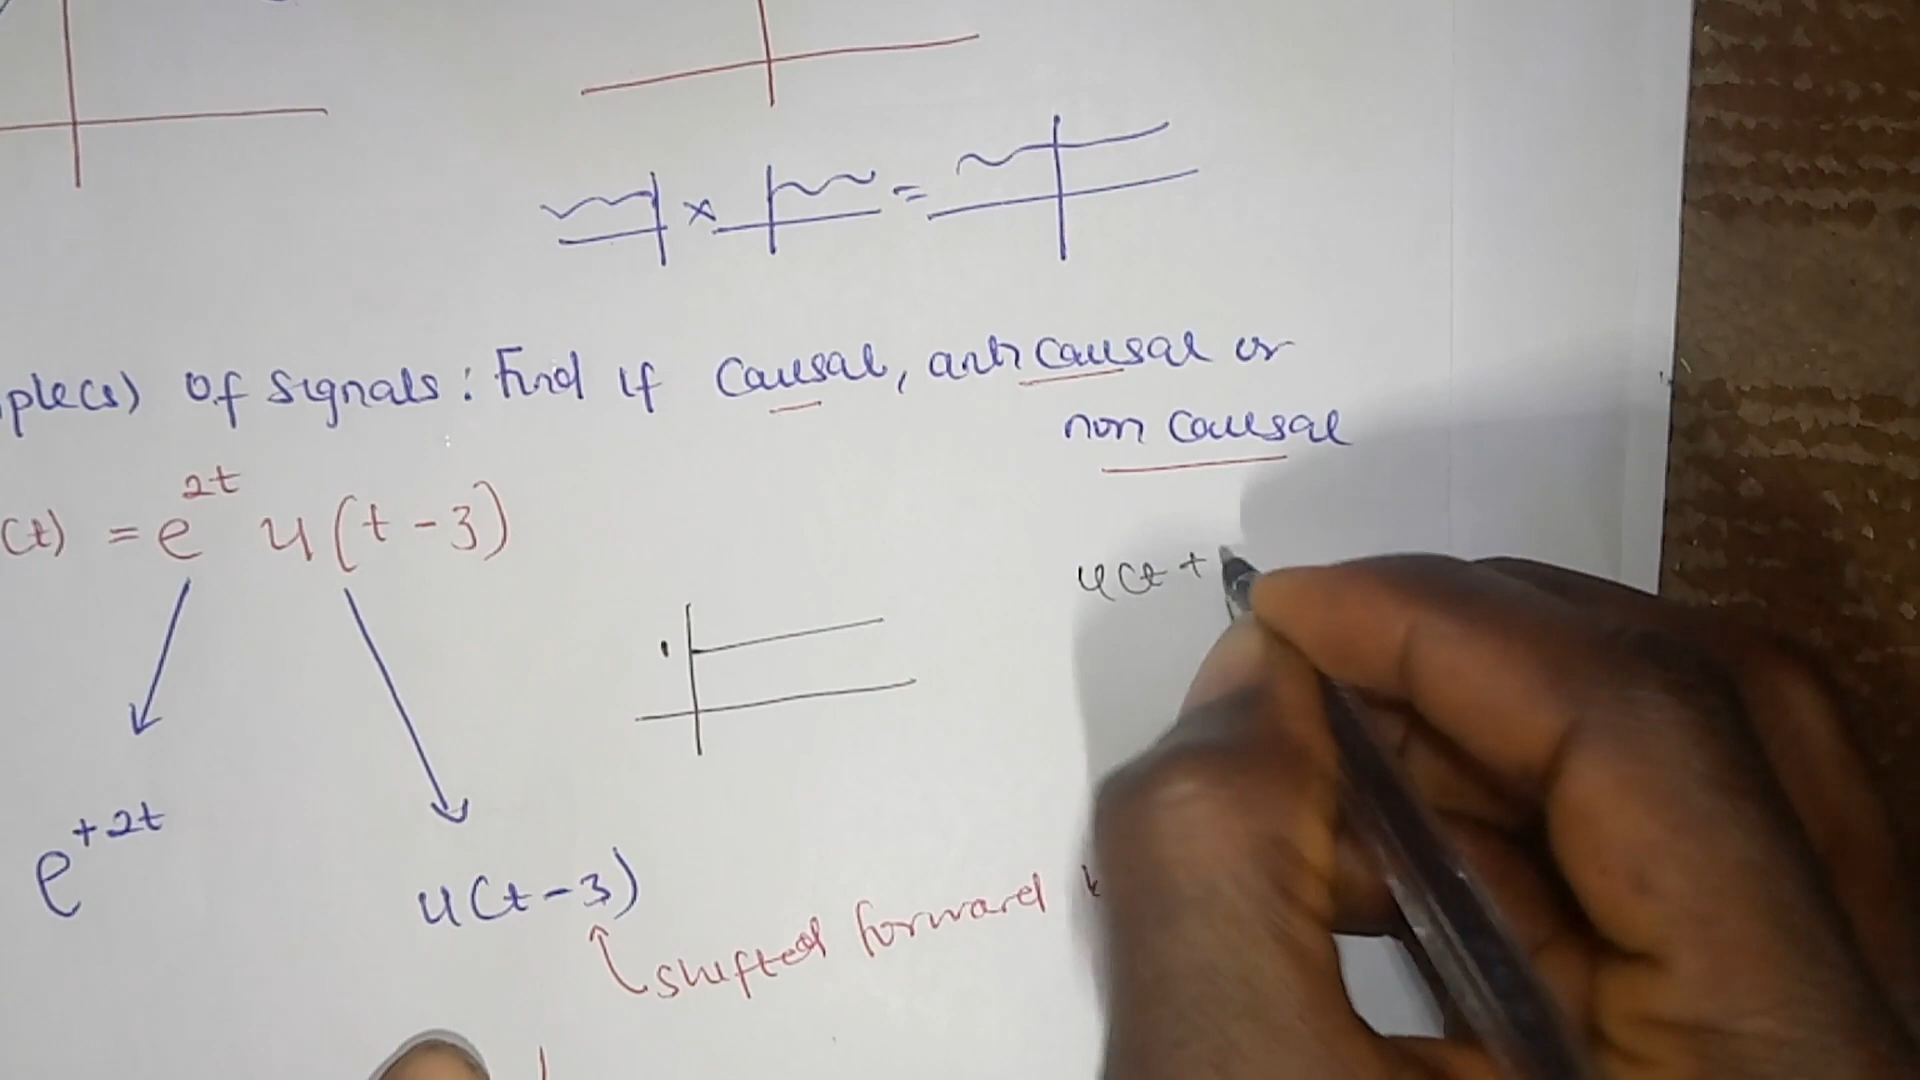 × =
ple(s) of signals : Find if causal, anti causal or
non causal
(t) = e^{2t} u(t-3)
u(t +
e^{+2t}
u(t-3)
shifted forward